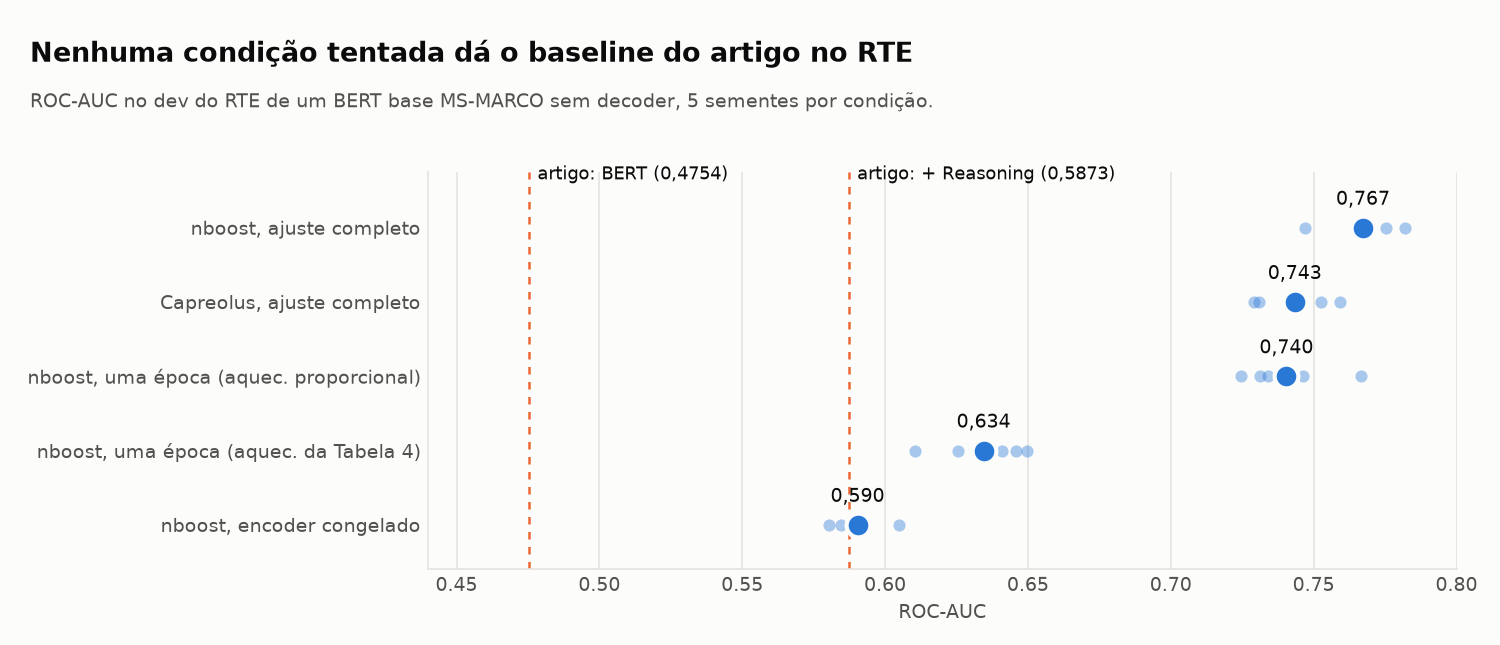 Nenhuma condição tentada dá o baseline do artigo no RTE
ROC-AUC no dev do RTE de um BERT base MS-MARCO sem decoder, 5 sementes por condição.
artigo: BERT (0,4754)
artigo: + Reasoning (0,5873)
nboost, ajuste completo
0,767
Capreolus, ajuste completo
0,743
nboost, uma época (aquec. proporcional)
0,740
nboost, uma época (aquec. da Tabela 4)
0,634
nboost, encoder congelado
0,590
0.45 0.50 0.55 0.60 0.65 0.70 0.75 0.80
ROC-AUC